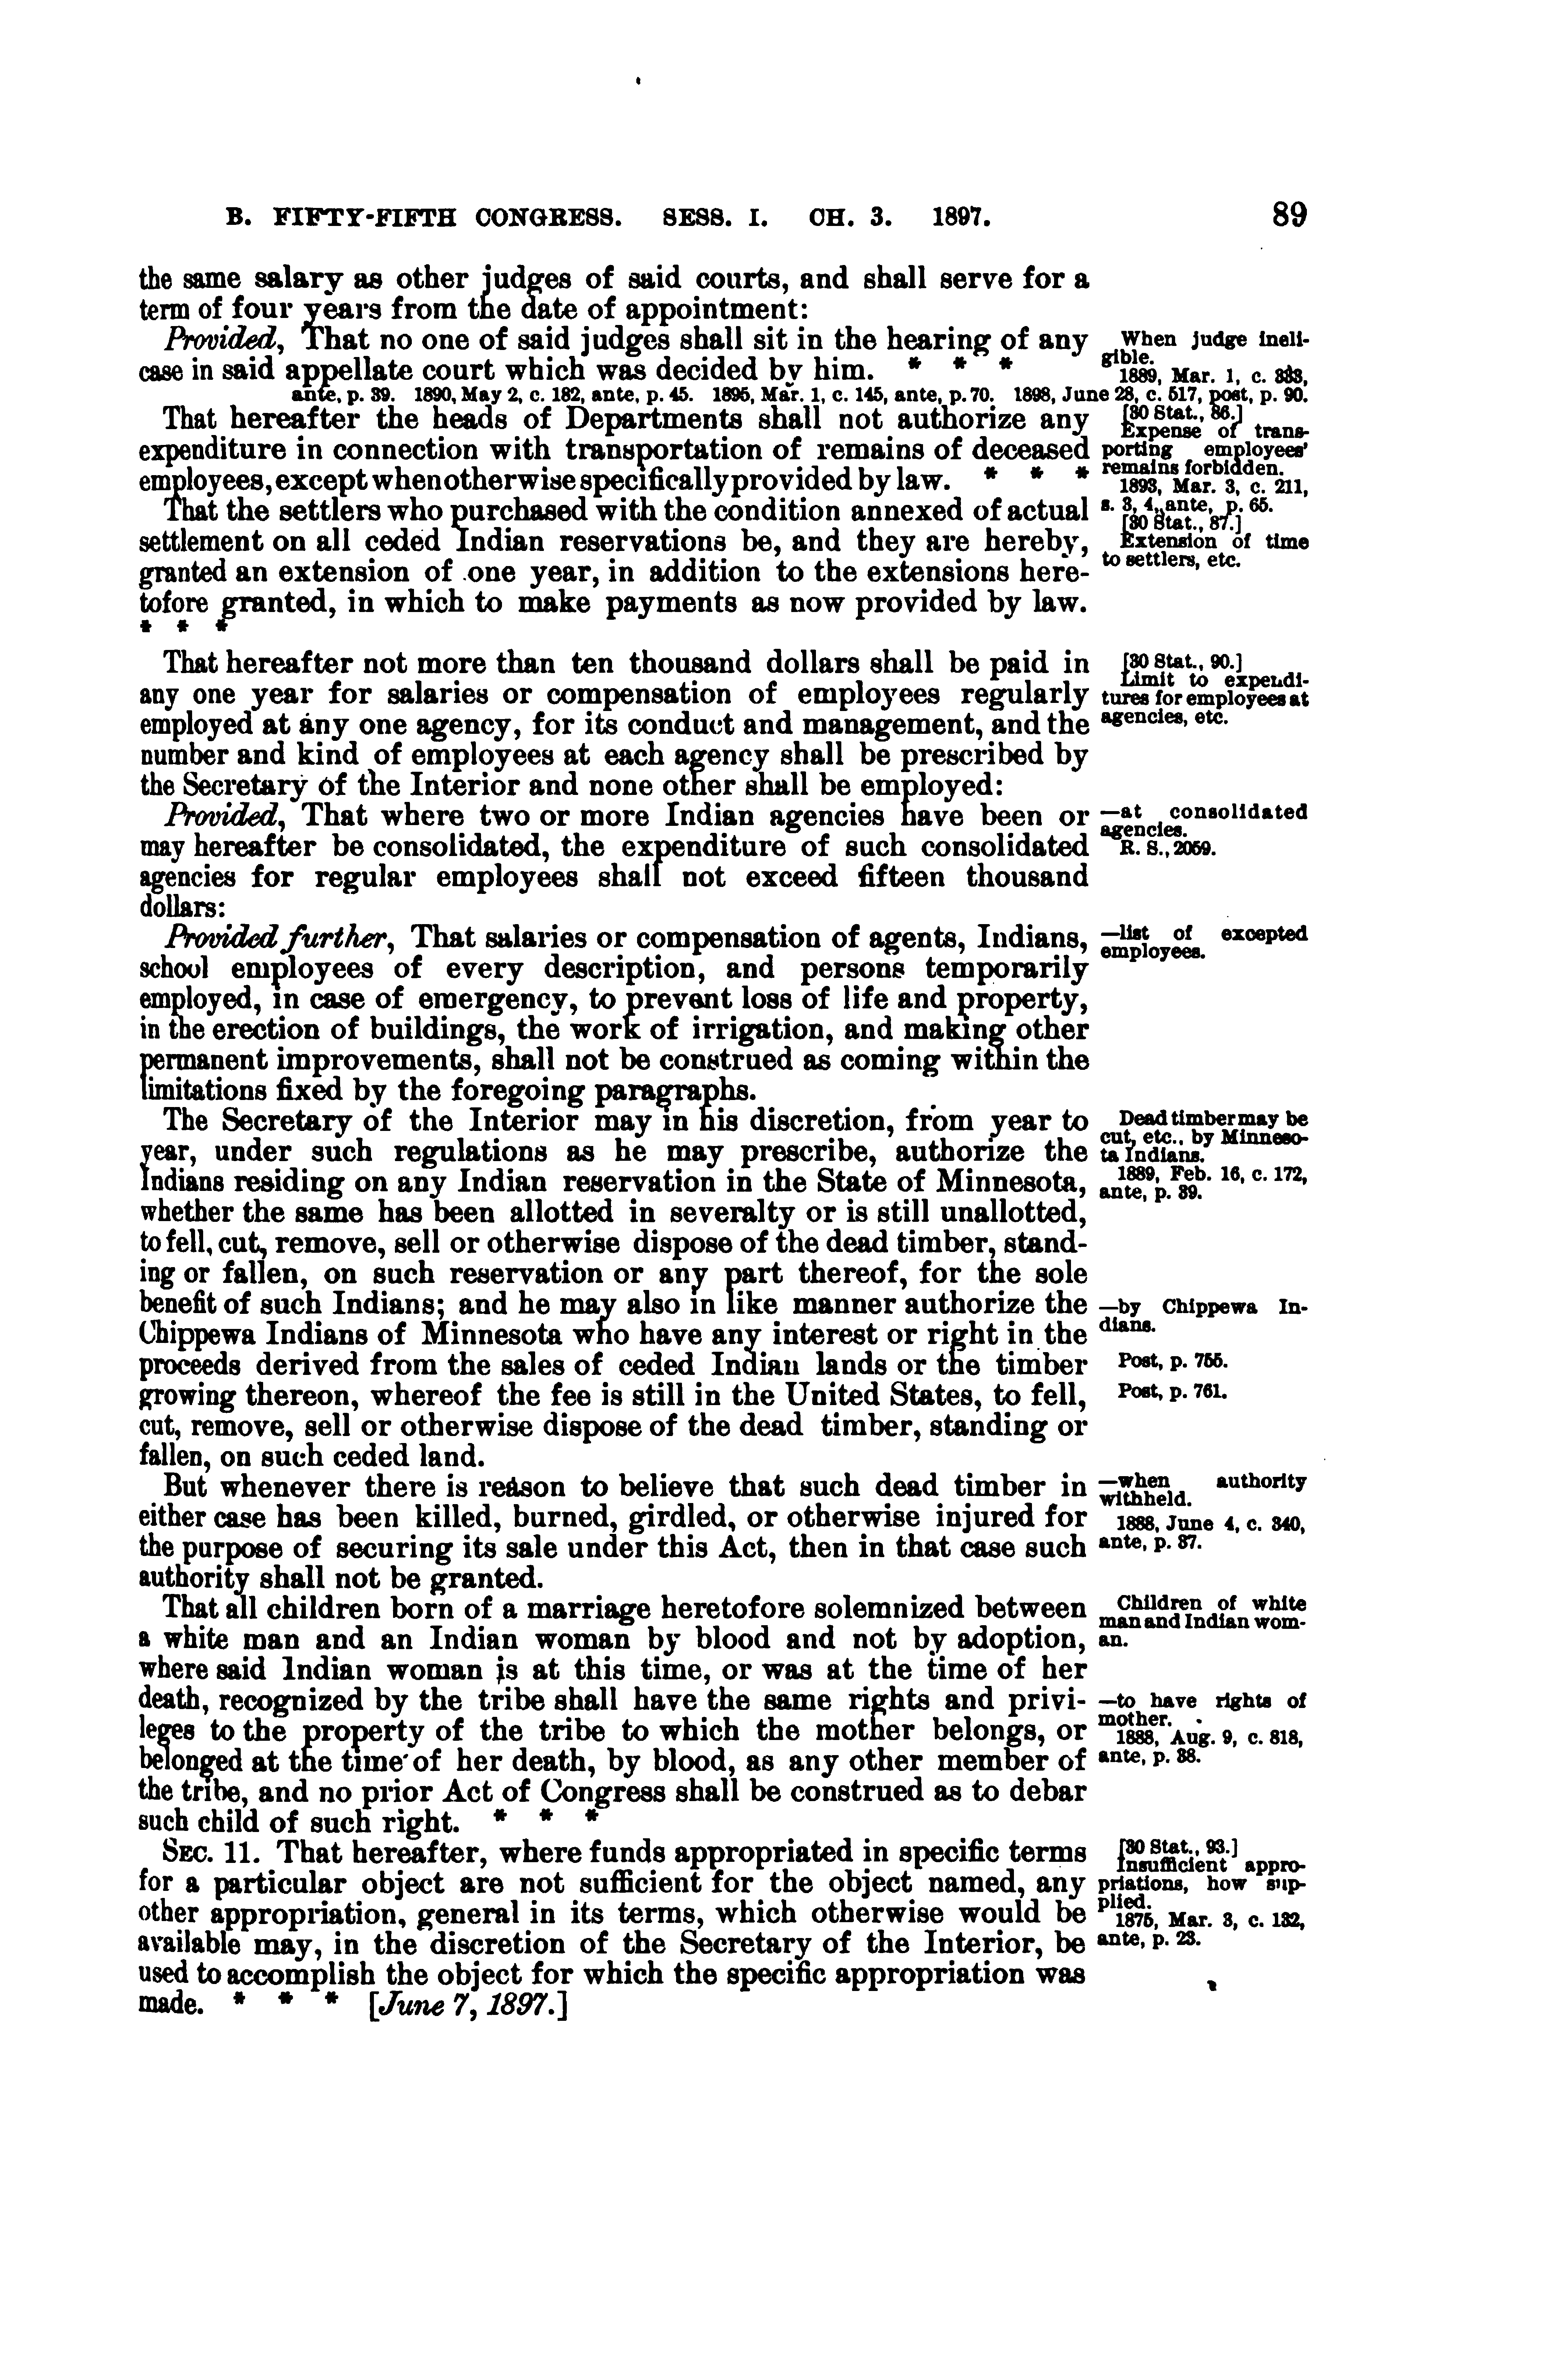 B. FIFTY-FIFTH CONGRESS. SESS. I. CH. 3. 1897. 89
the same salary as other judges of said courts, and shall serve for a
term of four years from the date of appointment:
Provided, That no one of said judges shall sit in the hearing of any
case in said appellate court which was decided by him. * * *
When judge ineli-
gible.
1889, Mar. 1, c. 333,
ante, p. 39. 1890, May 2, c. 182, ante, p. 45. 1895, Mar. 1, c. 145, ante, p. 70. 1898, June 28, c. 517, post, p. 90.
That hereafter the heads of Departments shall not authorize any
expenditure in connection with transportation of remains of deceased
employees, except when otherwise specifically provided by law. * * *
[30 Stat., 86.]
Expense of trans-
porting employees'
remains forbidden.
1893, Mar. 3, c. 211,
s. 3, 4, ante, p. 65.
That the settlers who purchased with the condition annexed of actual
settlement on all ceded Indian reservations be, and they are hereby,
granted an extension of one year, in addition to the extensions here-
tofore granted, in which to make payments as now provided by law.
* * *
[30 Stat., 87.]
Extension of time
to settlers, etc.
That hereafter not more than ten thousand dollars shall be paid in
any one year for salaries or compensation of employees regularly
employed at any one agency, for its conduct and management, and the
number and kind of employees at each agency shall be prescribed by
the Secretary of the Interior and none other shall be employed:
[30 Stat., 90.]
Limit to expendi-
tures for employees at
agencies, etc.
Provided, That where two or more Indian agencies have been or
may hereafter be consolidated, the expenditure of such consolidated
agencies for regular employees shall not exceed fifteen thousand
dollars:
—at consolidated
agencies.
R. S., 2059.
Provided further, That salaries or compensation of agents, Indians,
school employees of every description, and persons temporarily
employed, in case of emergency, to prevent loss of life and property,
in the erection of buildings, the work of irrigation, and making other
permanent improvements, shall not be construed as coming within the
limitations fixed by the foregoing paragraphs.
—list of excepted
employees.
The Secretary of the Interior may in his discretion, from year to
year, under such regulations as he may prescribe, authorize the
Indians residing on any Indian reservation in the State of Minnesota,
whether the same has been allotted in severalty or is still unallotted,
to fell, cut, remove, sell or otherwise dispose of the dead timber, stand-
ing or fallen, on such reservation or any part thereof, for the sole
benefit of such Indians; and he may also in like manner authorize the
Chippewa Indians of Minnesota who have any interest or right in the
proceeds derived from the sales of ceded Indian lands or the timber
growing thereon, whereof the fee is still in the United States, to fell,
cut, remove, sell or otherwise dispose of the dead timber, standing or
fallen, on such ceded land.
Dead timber may be
cut, etc., by Minneso-
ta Indians.
1889, Feb. 16, c. 172,
ante, p. 39.
—by Chippewa In-
dians.
Post, p. 755.
Post, p. 761.
But whenever there is reason to believe that such dead timber in
either case has been killed, burned, girdled, or otherwise injured for
the purpose of securing its sale under this Act, then in that case such
authority shall not be granted.
—when authority
withheld.
1888, June 4, c. 340,
ante, p. 37.
That all children born of a marriage heretofore solemnized between
a white man and an Indian woman by blood and not by adoption,
where said Indian woman is at this time, or was at the time of her
death, recognized by the tribe shall have the same rights and privi-
leges to the property of the tribe to which the mother belongs, or
belonged at the time of her death, by blood, as any other member of
the tribe, and no prior Act of Congress shall be construed as to debar
such child of such right. * * *
Children of white
man and Indian wom-
an.
—to have rights of
mother.
1888, Aug. 9, c. 818,
ante, p. 38.
SEC. 11. That hereafter, where funds appropriated in specific terms
for a particular object are not sufficient for the object named, any
other appropriation, general in its terms, which otherwise would be
available may, in the discretion of the Secretary of the Interior, be
used to accomplish the object for which the specific appropriation was
made. * * * [June 7, 1897.]
[30 Stat., 93.]
Insufficient appro-
priations, how sup-
plied.
1875, Mar. 3, c. 132,
ante, p. 23.